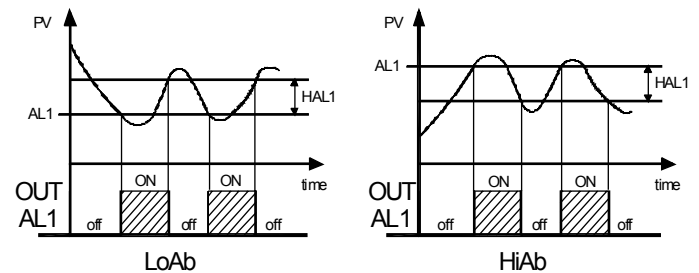 PV
AL1
HAL1
time
OUT
AL1
off ON off ON off
LoAb
PV
AL1
HAL1
time
OUT
AL1
off ON off ON off
HiAb